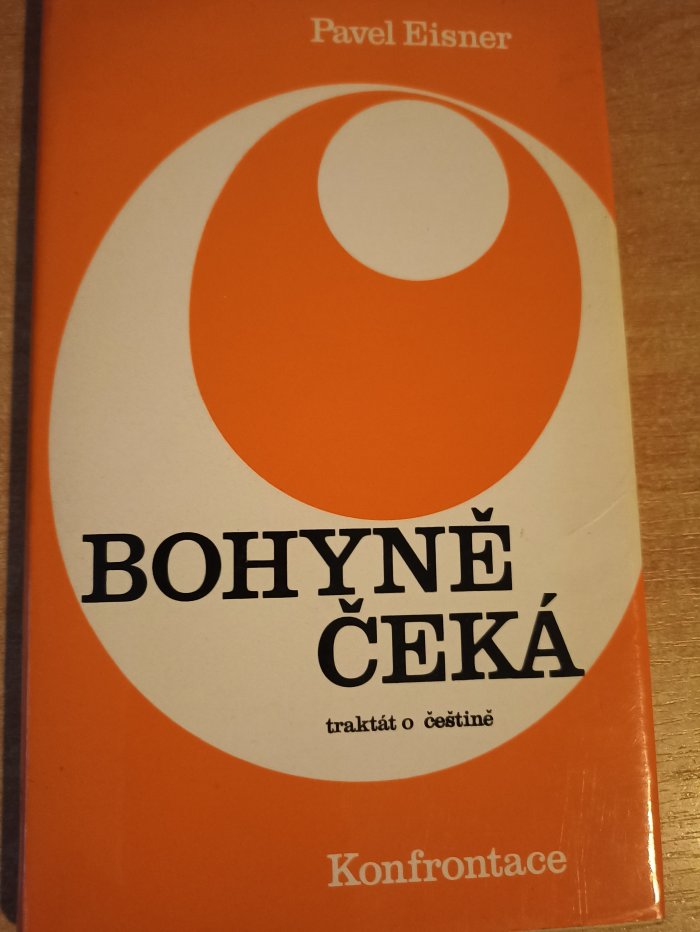 Pavel Eisner
BOHYNĚ
ČEKÁ
traktát o češtině
Konfrontace